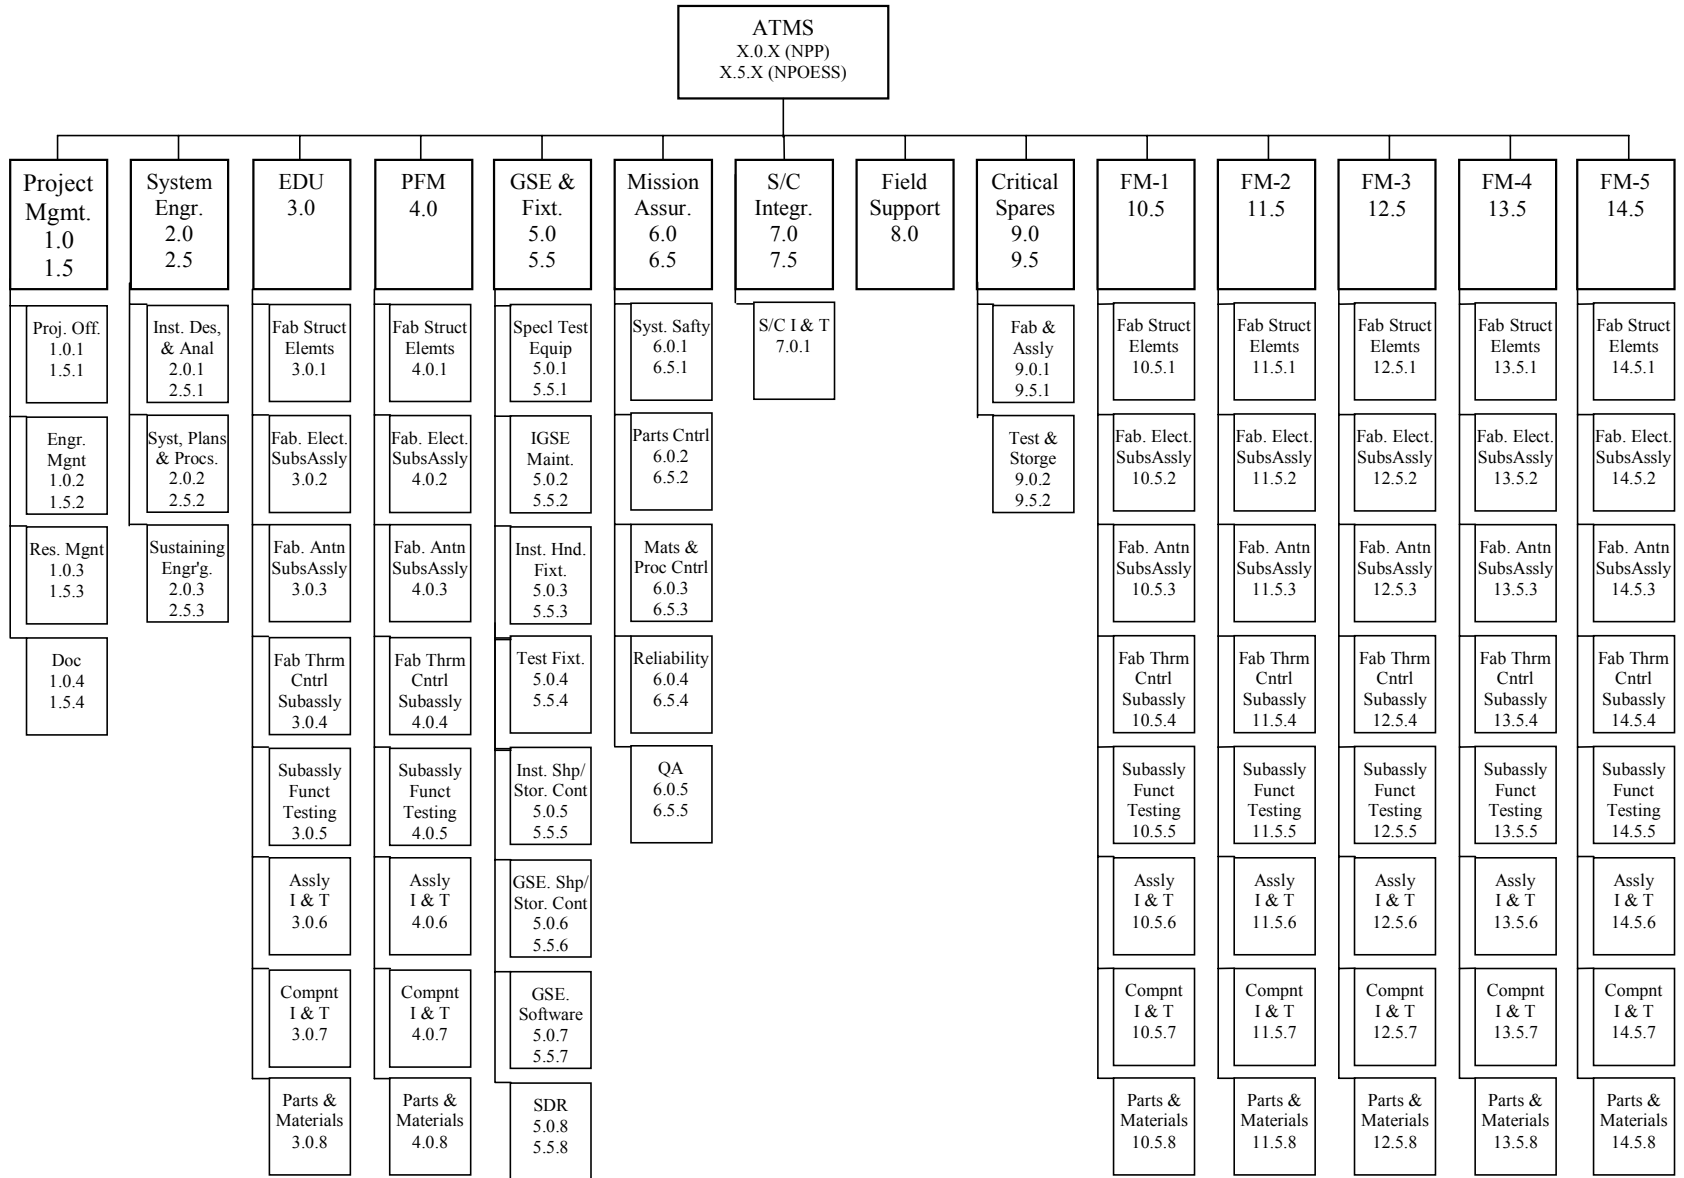 ATMS
X.0.X (NPP)
X.5.X (NPOESS)
Project
Mgmt.
1.0
1.5
System
Engr.
2.0
2.5
EDU
3.0
PFM
4.0
GSE &
Fixt.
5.0
5.5
Mission
Assur.
6.0
6.5
S/C
Integr.
7.0
7.5
Field
Support
8.0
Critical
Spares
9.0
9.5
FM-1
10.5
FM-2
11.5
FM-3
12.5
FM-4
13.5
FM-5
14.5
Proj. Off.
1.0.1
1.5.1
Engr.
Mgnt
1.0.2
1.5.2
Res. Mgnt
1.0.3
1.5.3
Doc
1.0.4
1.5.4
Inst. Des,
& Anal
2.0.1
2.5.1
Syst, Plans
& Procs.
2.0.2
2.5.2
Sustaining
Engr'g.
2.0.3
2.5.3
Fab Struct
Elemts
3.0.1
Fab. Elect.
SubsAssly
3.0.2
Fab. Antn
SubsAssly
3.0.3
Fab Thrm
Cntrl
Subassly
3.0.4
Subassly
Funct
Testing
3.0.5
Assly
I & T
3.0.6
Compnt
I & T
3.0.7
Parts &
Materials
3.0.8
Fab Struct
Elemts
4.0.1
Fab. Elect.
SubsAssly
4.0.2
Fab. Antn
SubsAssly
4.0.3
Fab Thrm
Cntrl
Subassly
4.0.4
Subassly
Funct
Testing
4.0.5
Assly
I & T
4.0.6
Compnt
I & T
4.0.7
Parts &
Materials
4.0.8
Specl Test
Equip
5.0.1
5.5.1
IGSE
Maint.
5.0.2
5.5.2
Inst. Hnd.
Fixt.
5.0.3
5.5.3
Test Fixt.
5.0.4
5.5.4
Inst. Shp/
Stor. Cont
5.0.5
5.5.5
GSE. Shp/
Stor. Cont
5.0.6
5.5.6
GSE.
Software
5.0.7
5.5.7
SDR
5.0.8
5.5.8
Syst. Safty
6.0.1
6.5.1
Parts Cntrl
6.0.2
6.5.2
Mats &
Proc Cntrl
6.0.3
6.5.3
Reliability
6.0.4
6.5.4
QA
6.0.5
6.5.5
S/C I & T
7.0.1
Fab &
Assly
9.0.1
9.5.1
Test &
Storge
9.0.2
9.5.2
Fab Struct
Elemts
10.5.1
Fab. Elect.
SubsAssly
10.5.2
Fab. Antn
SubsAssly
10.5.3
Fab Thrm
Cntrl
Subassly
10.5.4
Subassly
Funct
Testing
10.5.5
Assly
I & T
10.5.6
Compnt
I & T
10.5.7
Parts &
Materials
10.5.8
Fab Struct
Elemts
11.5.1
Fab. Elect.
SubsAssly
11.5.2
Fab. Antn
SubsAssly
11.5.3
Fab Thrm
Cntrl
Subassly
11.5.4
Subassly
Funct
Testing
11.5.5
Assly
I & T
11.5.6
Compnt
I & T
11.5.7
Parts &
Materials
11.5.8
Fab Struct
Elemts
12.5.1
Fab. Elect.
SubsAssly
12.5.2
Fab. Antn
SubsAssly
12.5.3
Fab Thrm
Cntrl
Subassly
12.5.4
Subassly
Funct
Testing
12.5.5
Assly
I & T
12.5.6
Compnt
I & T
12.5.7
Parts &
Materials
12.5.8
Fab Struct
Elemts
13.5.1
Fab. Elect.
SubsAssly
13.5.2
Fab. Antn
SubsAssly
13.5.3
Fab Thrm
Cntrl
Subassly
13.5.4
Subassly
Funct
Testing
13.5.5
Assly
I & T
13.5.6
Compnt
I & T
13.5.7
Parts &
Materials
13.5.8
Fab Struct
Elemts
14.5.1
Fab. Elect.
SubsAssly
14.5.2
Fab. Antn
SubsAssly
14.5.3
Fab Thrm
Cntrl
Subassly
14.5.4
Subassly
Funct
Testing
14.5.5
Assly
I & T
14.5.6
Compnt
I & T
14.5.7
Parts &
Materials
14.5.8